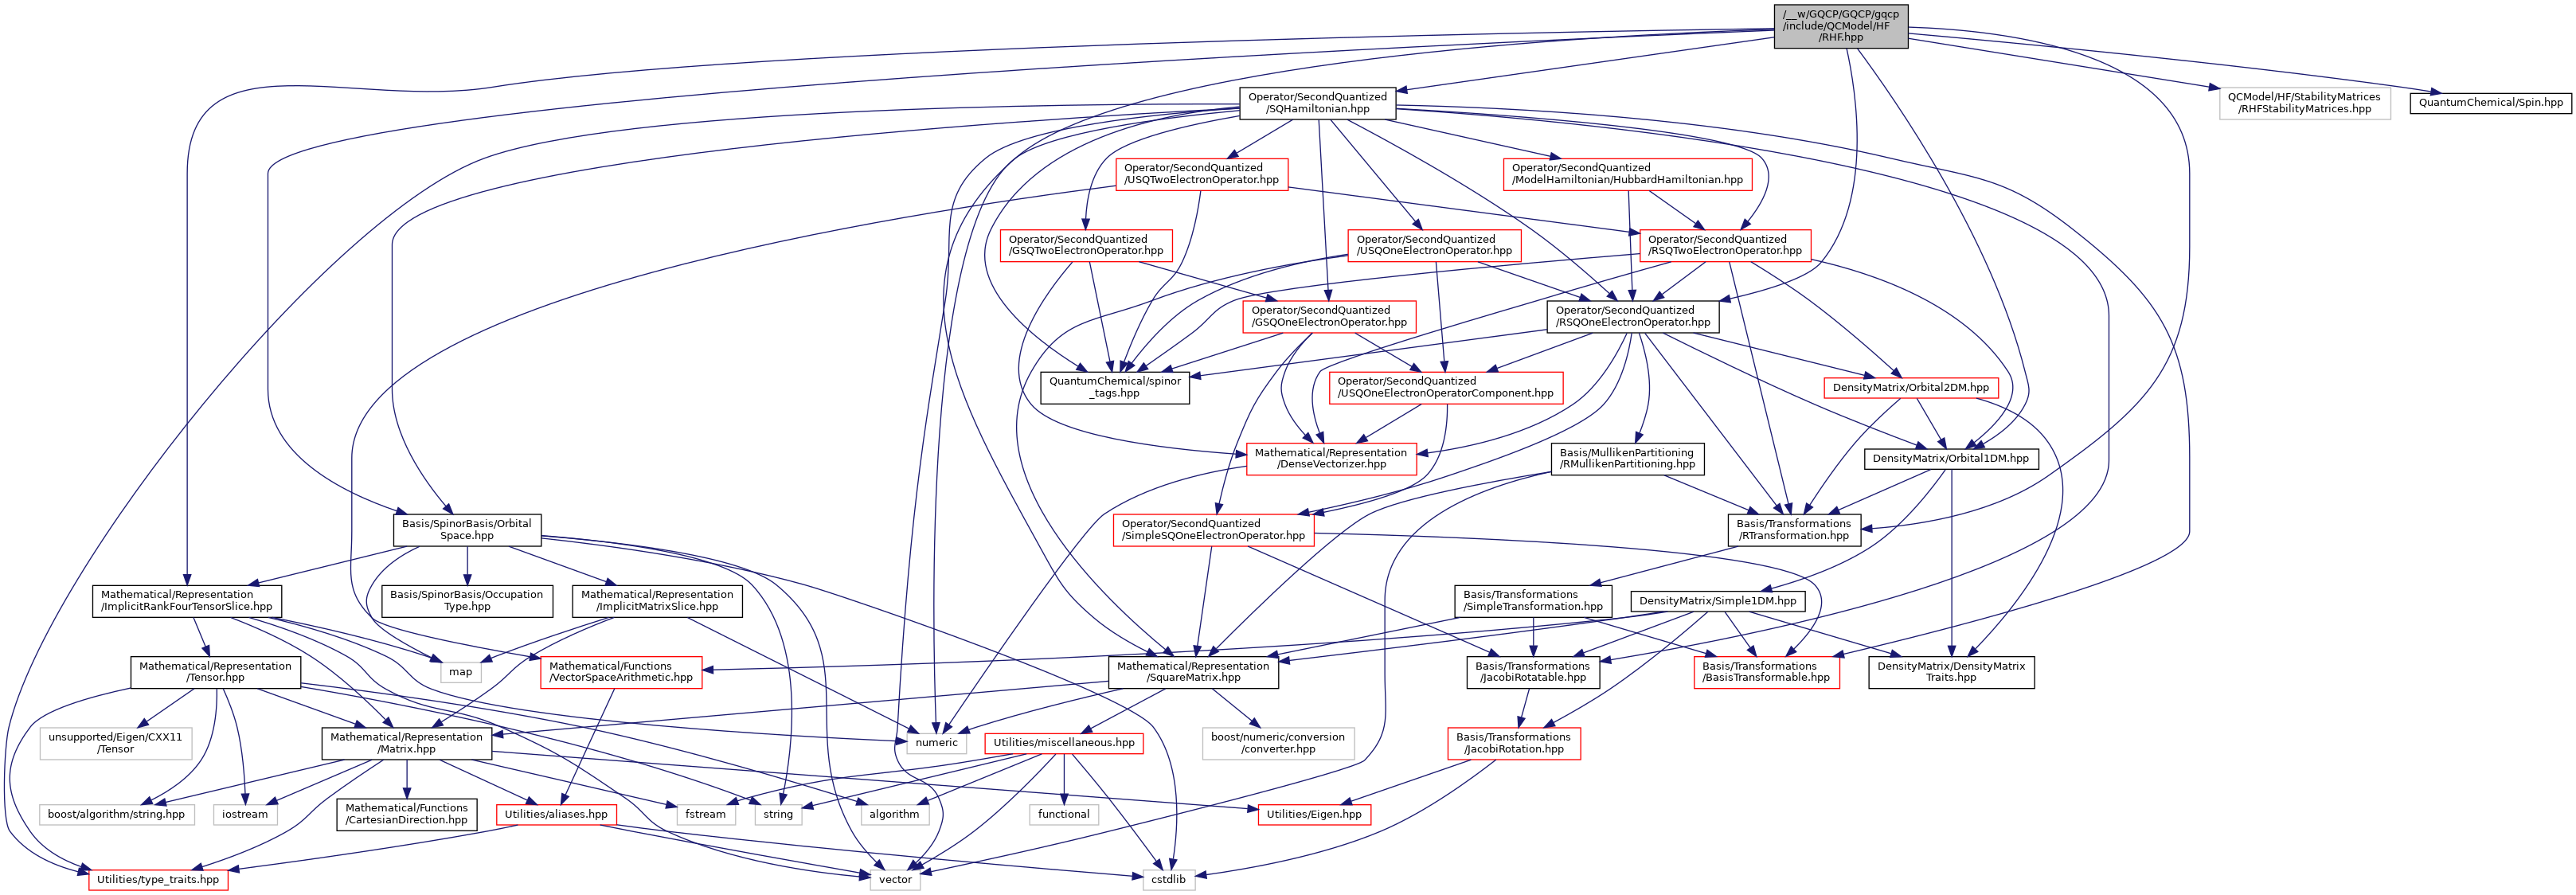 /__w/GQCP/GQCP/gqcp
/include/QCModel/HF
/RHF.hpp
Operator/SecondQuantized
/SQHamiltonian.hpp
QCModel/HF/StabilityMatrices
/RHFStabilityMatrices.hpp
QuantumChemical/Spin.hpp
Operator/SecondQuantized
/USQTwoElectronOperator.hpp
Operator/SecondQuantized
/ModelHamiltonian/HubbardHamiltonian.hpp
Operator/SecondQuantized
/GSQTwoElectronOperator.hpp
Operator/SecondQuantized
/USQOneElectronOperator.hpp
Operator/SecondQuantized
/RSQTwoElectronOperator.hpp
Operator/SecondQuantized
/GSQOneElectronOperator.hpp
Operator/SecondQuantized
/RSQOneElectronOperator.hpp
QuantumChemical/spinor
_tags.hpp
Operator/SecondQuantized
/USQOneElectronOperatorComponent.hpp
DensityMatrix/Orbital2DM.hpp
Mathematical/Representation
/DenseVectorizer.hpp
Basis/MullikenPartitioning
/RMullikenPartitioning.hpp
DensityMatrix/Orbital1DM.hpp
Basis/SpinorBasis/Orbital
Space.hpp
Operator/SecondQuantized
/SimpleSQOneElectronOperator.hpp
Basis/Transformations
/RTransformation.hpp
Mathematical/Representation
/ImplicitRankFourTensorSlice.hpp
Basis/SpinorBasis/Occupation
Type.hpp
Mathematical/Representation
/ImplicitMatrixSlice.hpp
Basis/Transformations
/SimpleTransformation.hpp
DensityMatrix/Simple1DM.hpp
Mathematical/Representation
/Tensor.hpp
map
Mathematical/Functions
/VectorSpaceArithmetic.hpp
Mathematical/Representation
/SquareMatrix.hpp
Basis/Transformations
/JacobiRotatable.hpp
Basis/Transformations
/BasisTransformable.hpp
DensityMatrix/DensityMatrix
Traits.hpp
unsupported/Eigen/CXX11
/Tensor
Mathematical/Representation
/Matrix.hpp
numeric
Utilities/miscellaneous.hpp
boost/numeric/conversion
/converter.hpp
Basis/Transformations
/JacobiRotation.hpp
boost/algorithm/string.hpp
iostream
Mathematical/Functions
/CartesianDirection.hpp
Utilities/aliases.hpp
fstream
string
algorithm
functional
Utilities/Eigen.hpp
Utilities/type_traits.hpp
vector
cstdlib